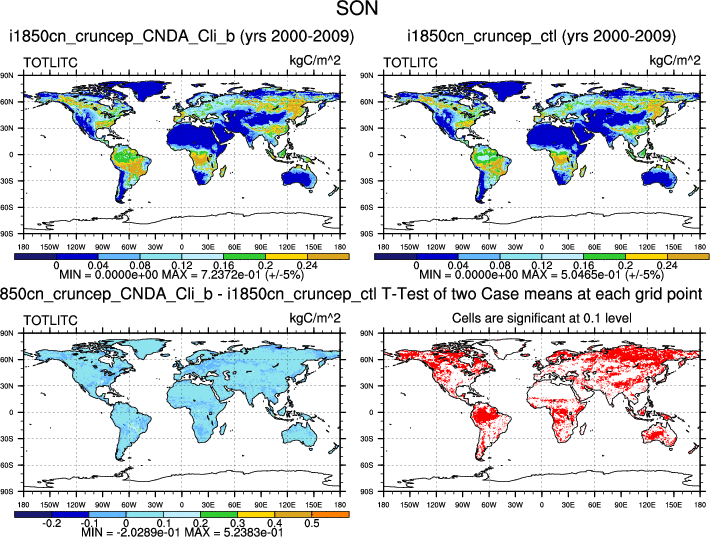 SON
i1850cn_cruncep_CNDA_Cli_b (yrs 2000-2009)
TOTLITC kgC/m^2
90N
60N
30N
0
30S
60S
90S
180 150W 120W 90W 60W 30W 0 30E 60E 90E 120E 150E 180
0 0.04 0.08 0.12 0.16 0.2 0.24
MIN = 0.0000e+00 MAX = 7.2372e-01 (+/-5%)
i1850cn_cruncep_ctl (yrs 2000-2009)
TOTLITC kgC/m^2
90N
60N
30N
0
30S
60S
90S
180 150W 120W 90W 60W 30W 0 30E 60E 90E 120E 150E 180
0 0.04 0.08 0.12 0.16 0.2 0.24
MIN = 0.0000e+00 MAX = 5.0465e-01 (+/-5%)
850cn_cruncep_CNDA_Cli_b - i1850cn_cruncep_ctl
TOTLITC kgC/m^2
90N
60N
30N
0
30S
60S
90S
180 150W 120W 90W 60W 30W 0 30E 60E 90E 120E 150E 180
-0.2 -0.1 0 0.1 0.2 0.3 0.4 0.5
MIN = -2.0289e-01 MAX = 5.2383e-01
T-Test of two Case means at each grid point
Cells are significant at 0.1 level
90N
60N
30N
0
30S
60S
90S
180 150W 120W 90W 60W 30W 0 30E 60E 90E 120E 150E 180